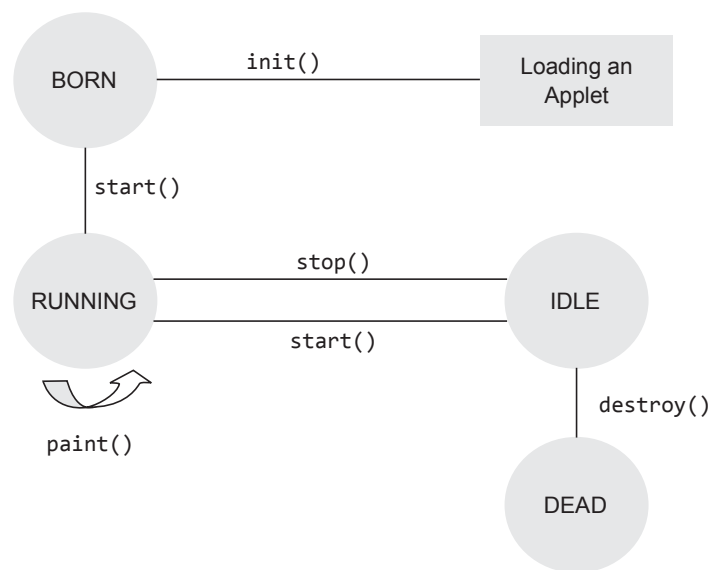 BORN
init()
Loading an
Applet
start()
RUNNING
stop()
start()
IDLE
paint()
destroy()
DEAD